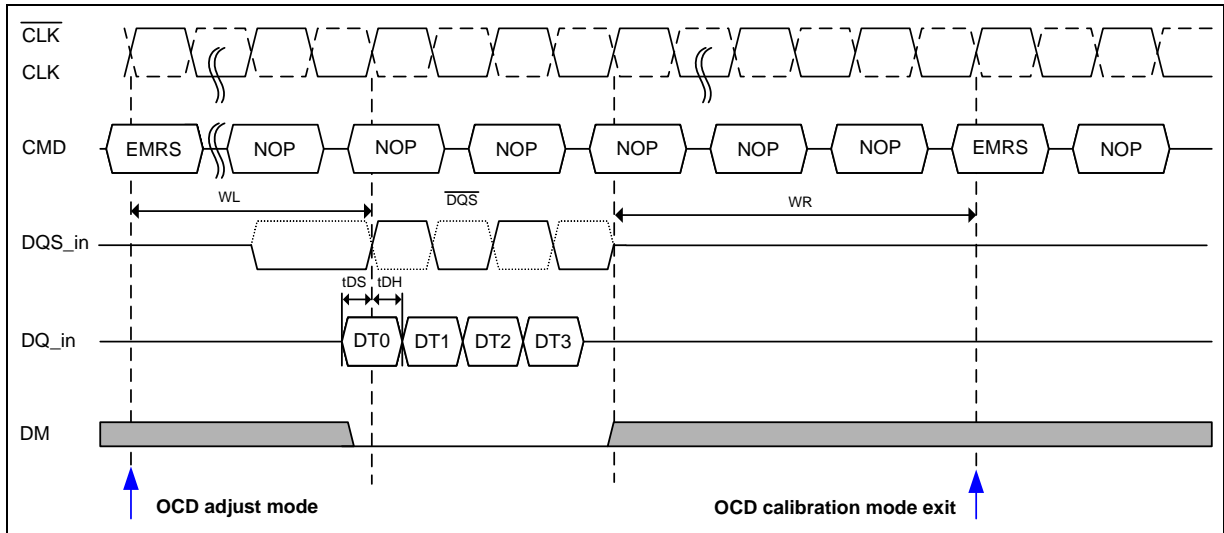 CLK
CLK
CMD EMRS NOP NOP NOP NOP NOP NOP EMRS NOP
WL DQS WR
DQS_in
tDS tDH
DQ_in DT0 DT1 DT2 DT3
DM
OCD adjust mode OCD calibration mode exit